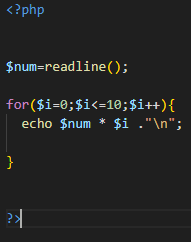 <?php
$num=readline();
for($i=0;$i<=10;$i++){
echo $num * $i ."\n";
}
?>